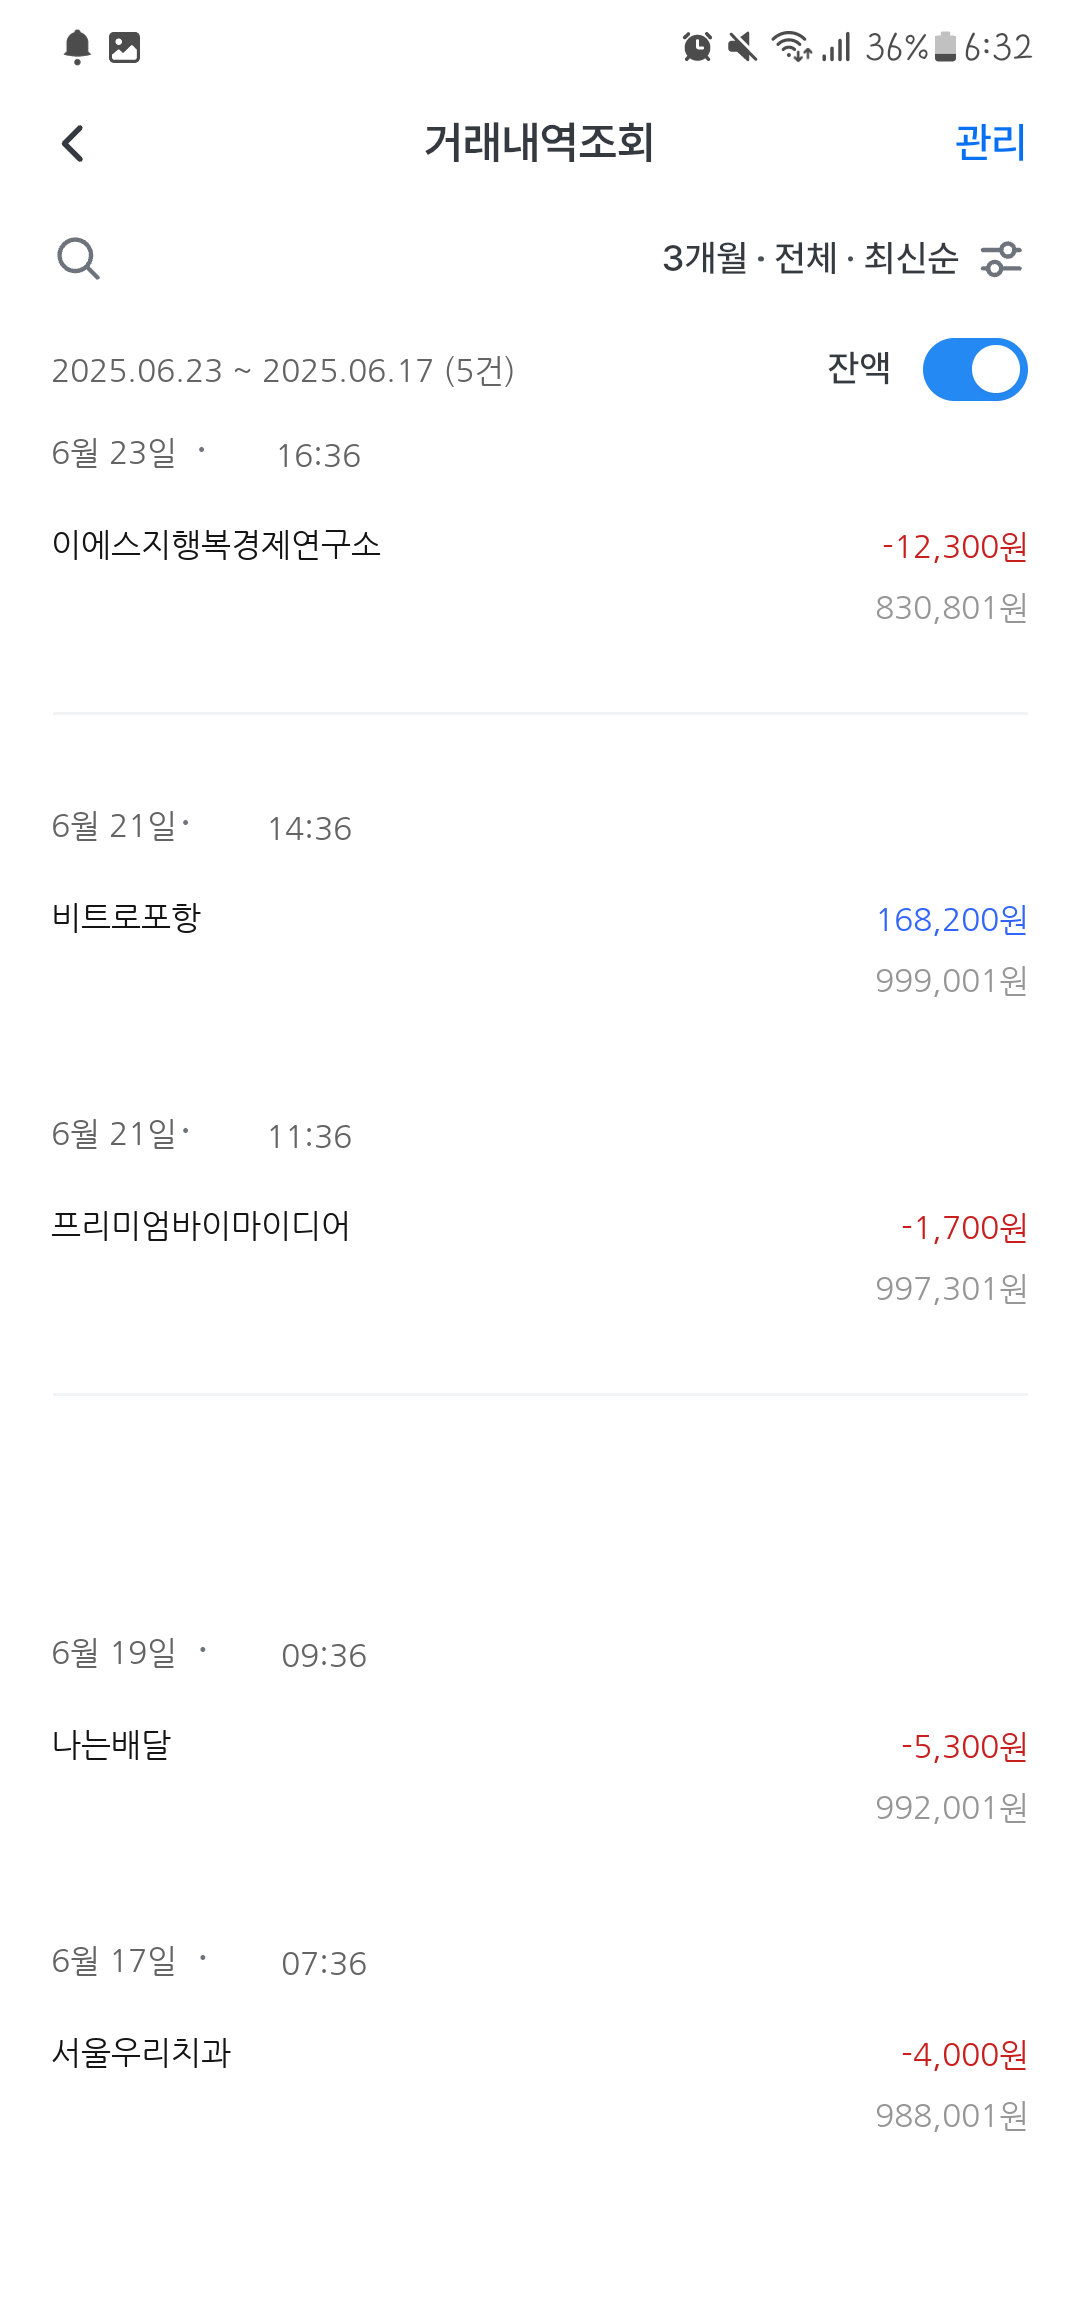 36% 6:32
거래내역조회 관리
3개월 · 전체 · 최신순
2025.06.23 ~ 2025.06.17 (5건) 잔액
6월 23일 · 16:36
이에스지행복경제연구소 -12,300원
830,801원
6월 21일 · 14:36
비트로포항 168,200원
999,001원
6월 21일 · 11:36
프리미엄바이마이디어 -1,700원
997,301원
6월 19일 · 09:36
나는배달 -5,300원
992,001원
6월 17일 · 07:36
서울우리치과 -4,000원
988,001원